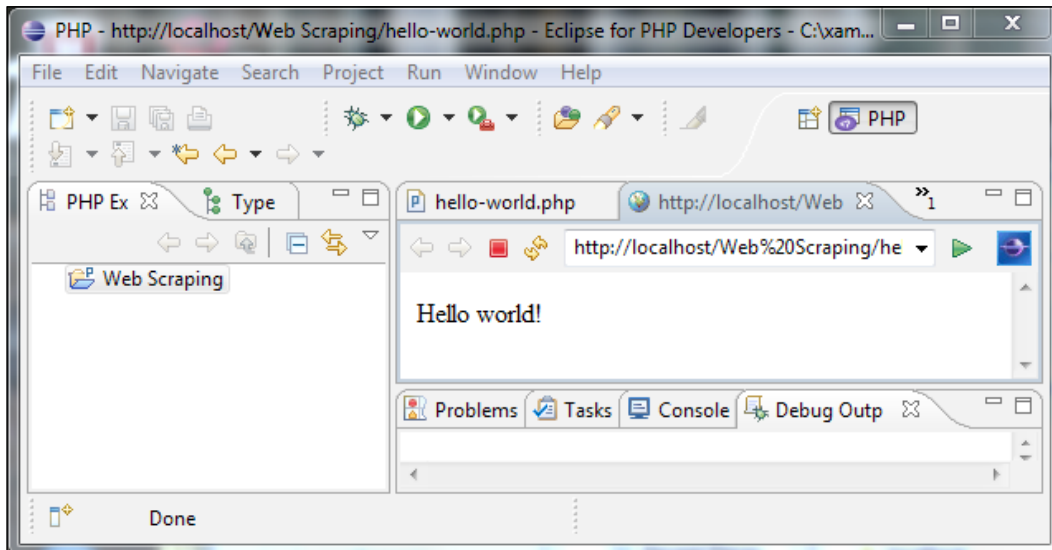 PHP - http://localhost/Web Scraping/hello-world.php - Eclipse for PHP Developers - C:\xam...
File Edit Navigate Search Project Run Window Help
PHP
PHP Ex Type
hello-world.php http://localhost/Web »1
http://localhost/Web%20Scraping/he
Web Scraping
Hello world!
Problems Tasks Console Debug Outp
Done